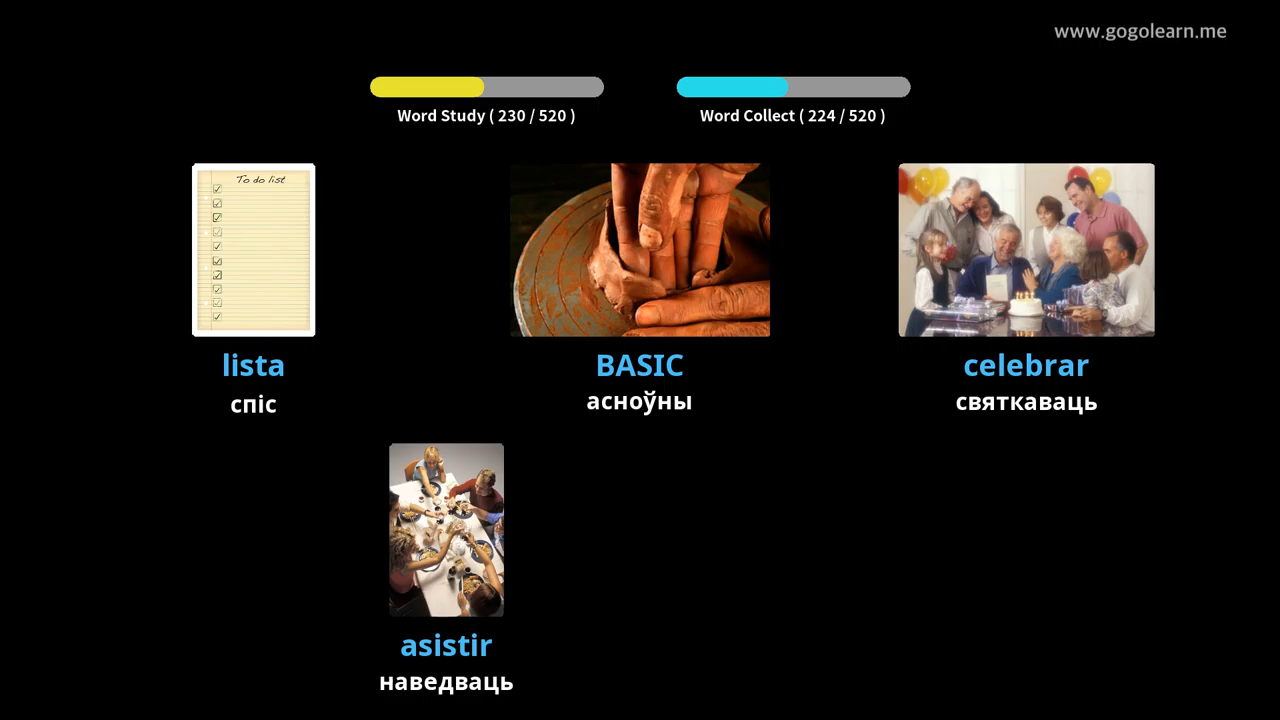 www.gogolearn.me
Word Study ( 230 / 520 )
Word Collect ( 224 / 520 )
To do list
lista
спіс
BASIC
асноўны
celebrar
святкаваць
asistir
наведваць